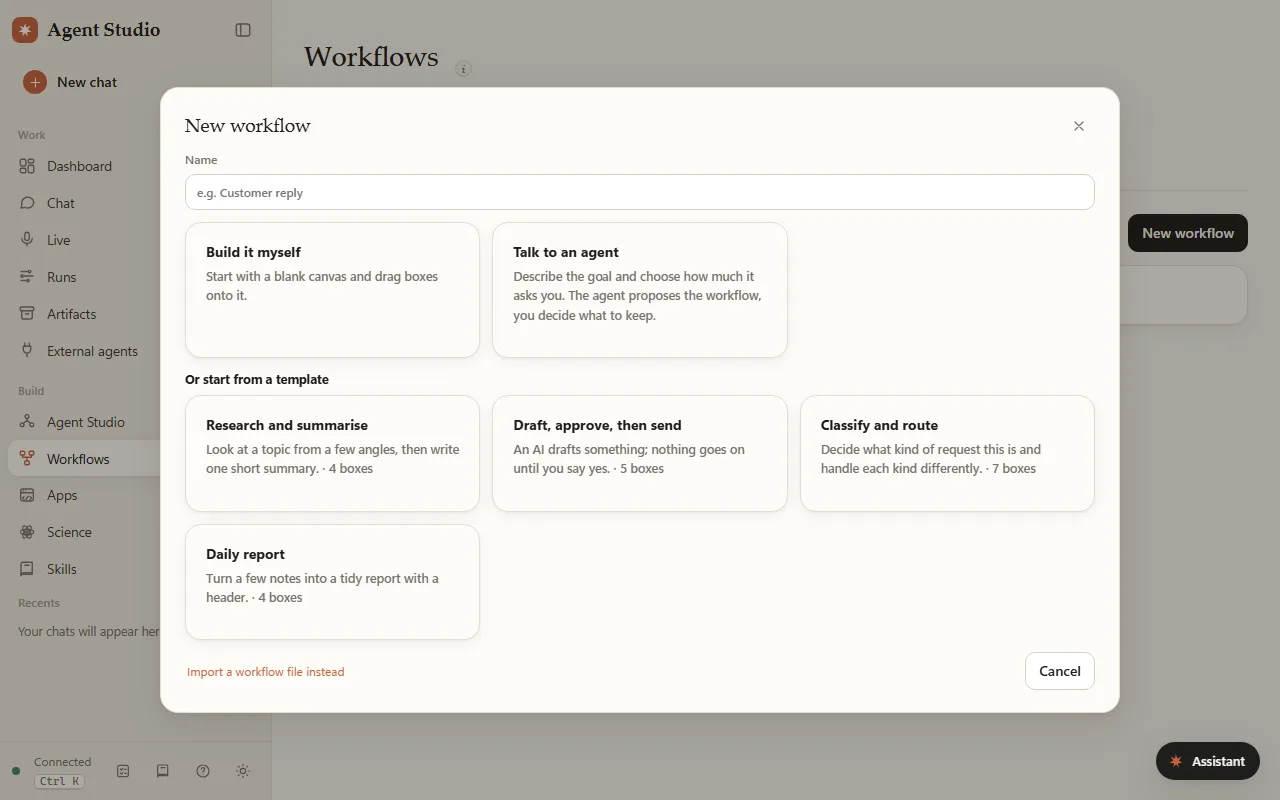 Agent Studio
New chat
Work
Dashboard
Chat
Live
Runs
Artifacts
External agents
Build
Agent Studio
Workflows
Apps
Science
Skills
Recents
Your chats will appear her
Connected
Ctrl K
Workflows
i
New workflow
New workflow
Name
e.g. Customer reply
Build it myself
Start with a blank canvas and drag boxes
onto it.
Talk to an agent
Describe the goal and choose how much it
asks you. The agent proposes the workflow,
you decide what to keep.
Or start from a template
Research and summarise
Look at a topic from a few angles, then write
one short summary. · 4 boxes
Draft, approve, then send
An AI drafts something; nothing goes on
until you say yes. · 5 boxes
Classify and route
Decide what kind of request this is and
handle each kind differently. · 7 boxes
Daily report
Turn a few notes into a tidy report with a
header. · 4 boxes
Import a workflow file instead
Cancel
Assistant